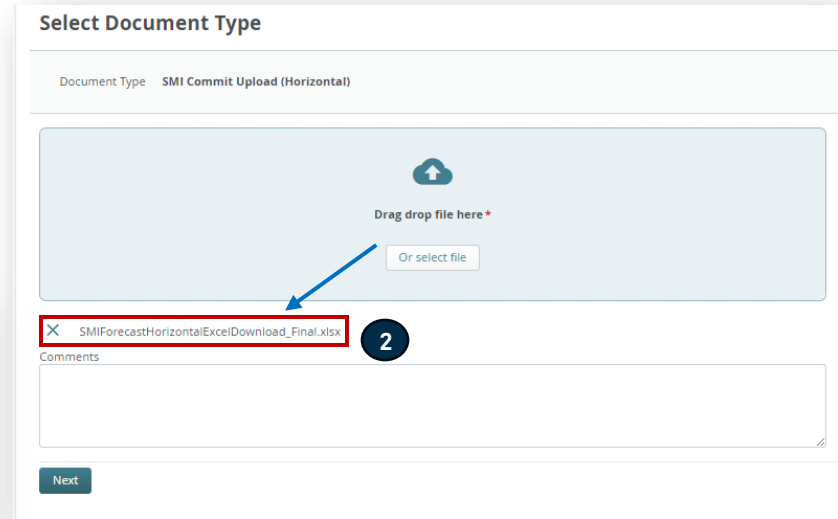 Select Document Type
Document Type SMI Commit Upload (Horizontal)
Drag drop file here*
Or select file
SMIForecastHorizontalExcelDownload_Final.xlsx
2
Comments
Next